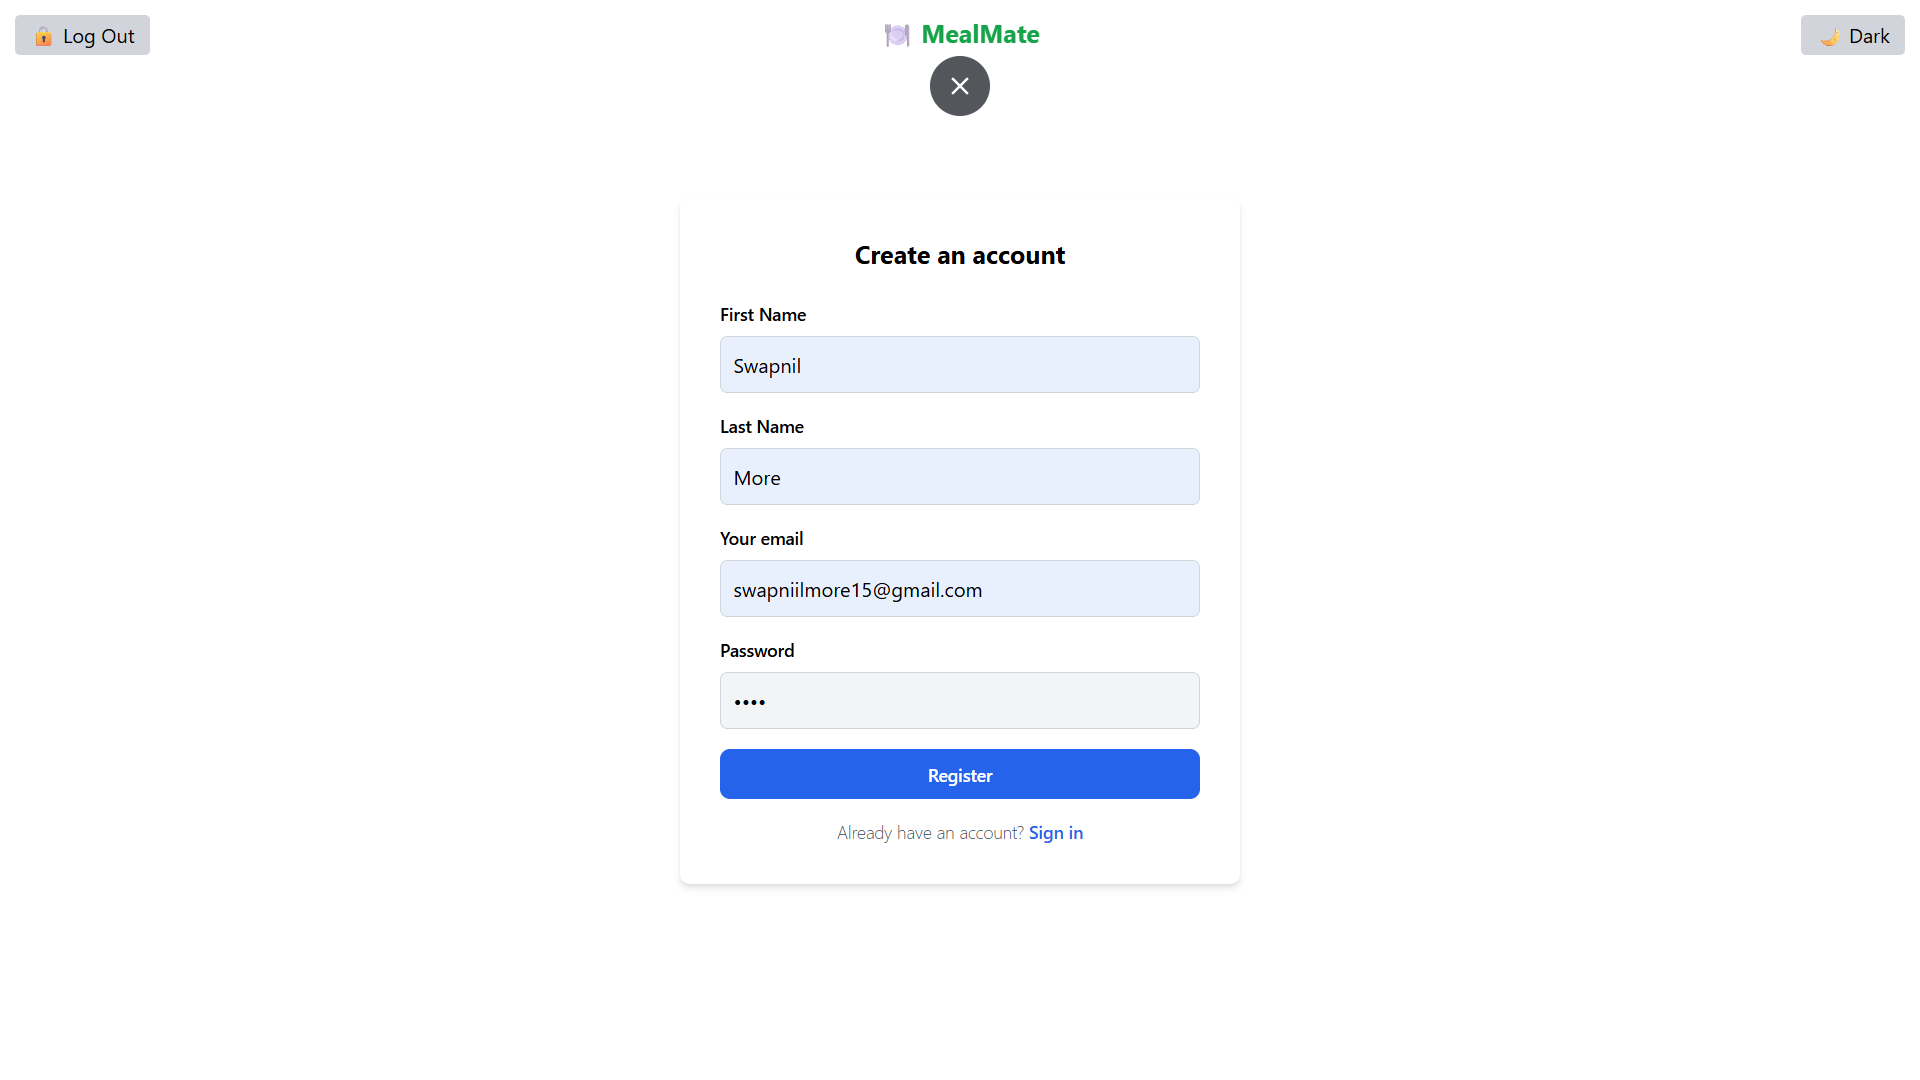 Log Out
MealMate
Dark
Create an account
First Name
Swapnil
Last Name
More
Your email
swapniilmore15@gmail.com
Password
••••
Register
Already have an account? Sign in